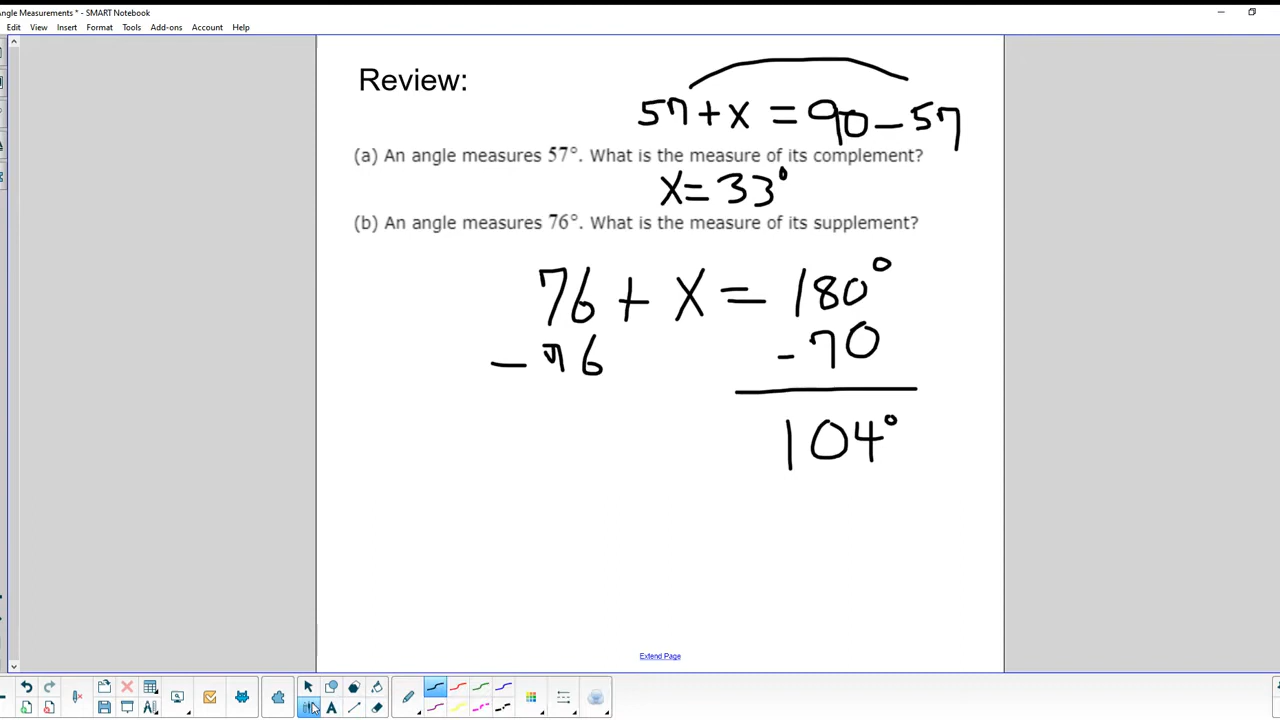 Angle Measurements * - SMART Notebook
Edit View Insert Format Tools Add-ons Account Help
Review:
57 + x = 90 - 57
(a) An angle measures 57°. What is the measure of its complement?
x = 33°
(b) An angle measures 76°. What is the measure of its supplement?
76 + x = 180°
- 76 - 70
104°
Extend Page